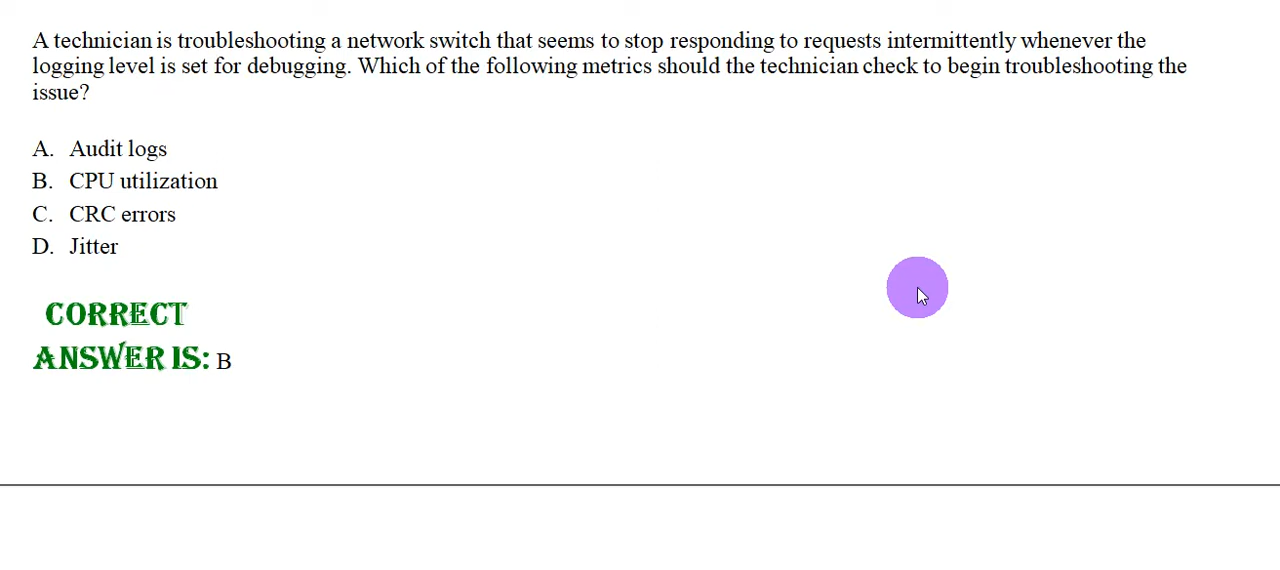 A technician is troubleshooting a network switch that seems to stop responding to requests intermittently whenever the
logging level is set for debugging. Which of the following metrics should the technician check to begin troubleshooting the
issue?
A. Audit logs
B. CPU utilization
C. CRC errors
D. Jitter
CORRECT
ANSWER IS: B